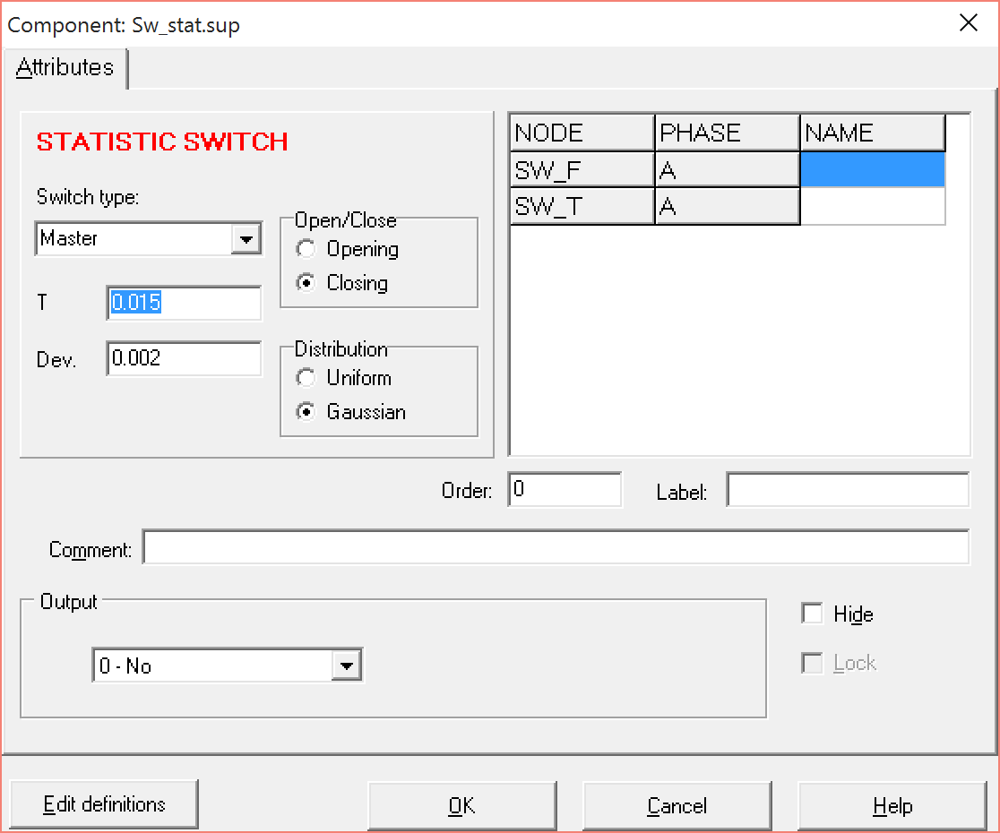 Component: Sw_stat.sup
Attributes
STATISTIC SWITCH
Switch type:
Master
Open/Close
Opening
Closing
T
0.015
Dev.
0.002
Distribution
Uniform
Gaussian
NODE PHASE NAME
SW_F A
SW_T A
Order: 0 Label:
Comment:
Output
0 - No
Hide
Lock
Edit definitions OK Cancel Help